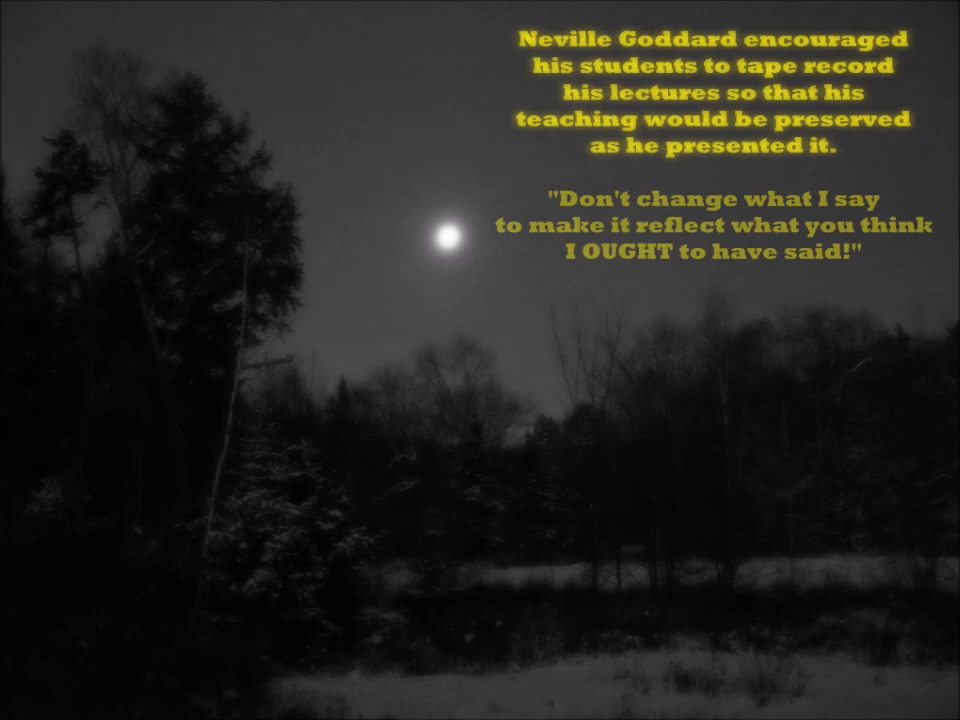 Neville Goddard encouraged
his students to tape record
his lectures so that his
teaching would be preserved
as he presented it.
"Don't change what I say
to make it reflect what you think
I OUGHT to have said!"